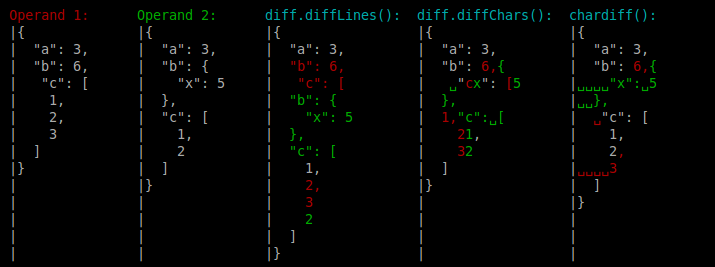 Operand 1:      Operand 2:      diff.diffLines():  diff.diffChars():  chardiff():
|{              |{              |{                 |{                 |{
|  "a": 3,      |  "a": 3,      |  "a": 3,         |  "a": 3,         |  "a": 3,
|  "b": 6,      |  "b": {       |  "b": 6,         |  "b": 6,{        |  "b": 6,{
|   "c": [      |    "x": 5     |   "c": [         |   ␣"cx": [5      |␣␣␣␣"x":␣5
|    1,         |  },           |  "b": {          |  },              |␣␣},
|    2,         |  "c": [       |    "x": 5        |  1,"c":␣[        |  ␣"c": [
|    3          |    1,         |  },              |    21,           |    1,
|  ]            |    2          |  "c": [          |    32            |    2,
|}              |  ]            |    1,            |  ]               |␣␣␣␣3
|               |}              |    2,            |}                 |  ]
|               |               |    3             |                  |}
|               |               |    2             |                  |
|               |               |  ]               |                  |
|               |               |}                 |                  |